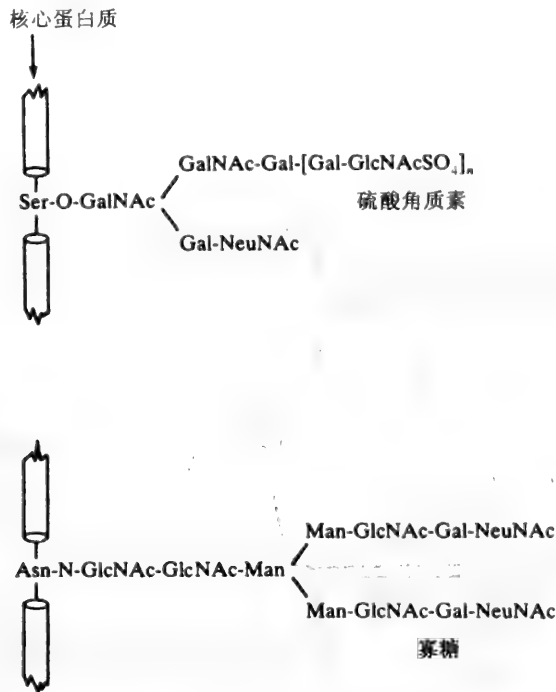 核心蛋白质
GalNAc-Gal-[Gal-GlcNAcSO₄]ₙ
Ser-O-GalNAc
硫酸角质素
Gal-NeuNAc
Man-GlcNAc-Gal-NeuNAc
Asn-N-GlcNAc-GlcNAc-Man
Man-GlcNAc-Gal-NeuNAc
寡糖